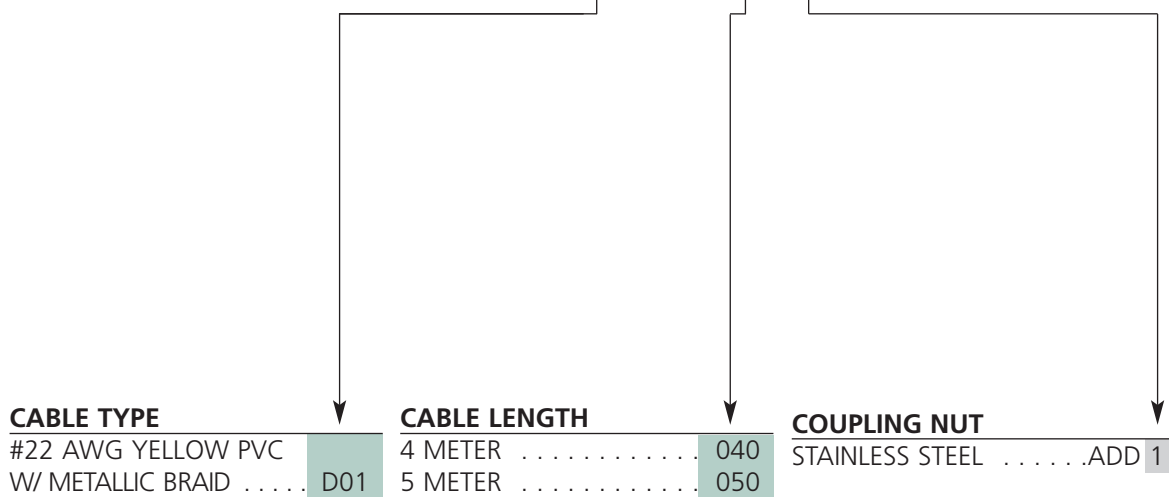 CABLE TYPE
#22 AWG YELLOW PVC
W/ METALLIC BRAID . . . . . D01
CABLE LENGTH
4 METER . . . . . . . . . . . . 040
5 METER . . . . . . . . . . . . 050
COUPLING NUT
STAINLESS STEEL . . . . . .ADD 1